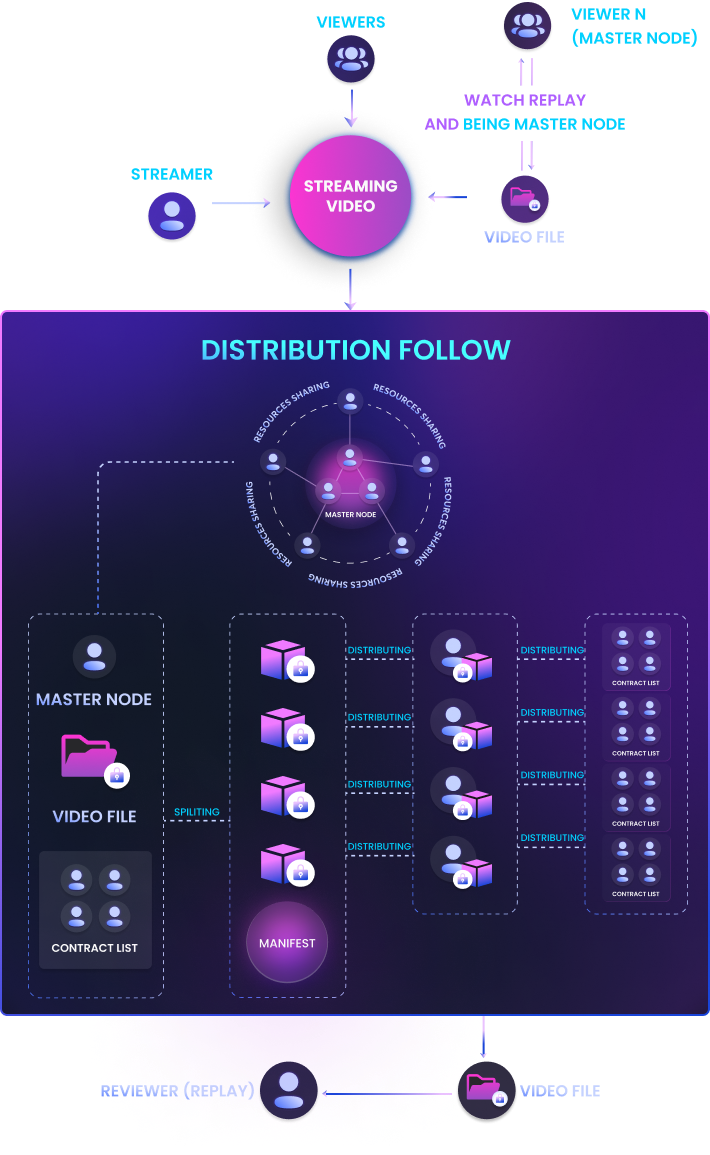 VIEWERS
VIEWER N
(MASTER NODE)
WATCH REPLAY
AND BEING MASTER NODE
STREAMER
STREAMING
VIDEO
VIDEO FILE
DISTRIBUTION FOLLOW
RESOURCES SHARING
RESOURCES SHARING
RESOURCES SHARING
RESOURCES SHARING
RESOURCES SHARING
MASTER NODE
MASTER NODE
VIDEO FILE
CONTRACT LIST
SPILITING
MANIFEST
DISTRIBUTING
DISTRIBUTING
DISTRIBUTING
DISTRIBUTING
DISTRIBUTING
DISTRIBUTING
DISTRIBUTING
DISTRIBUTING
CONTRACT LIST
CONTRACT LIST
CONTRACT LIST
CONTRACT LIST
REVIEWER (REPLAY)
VIDEO FILE